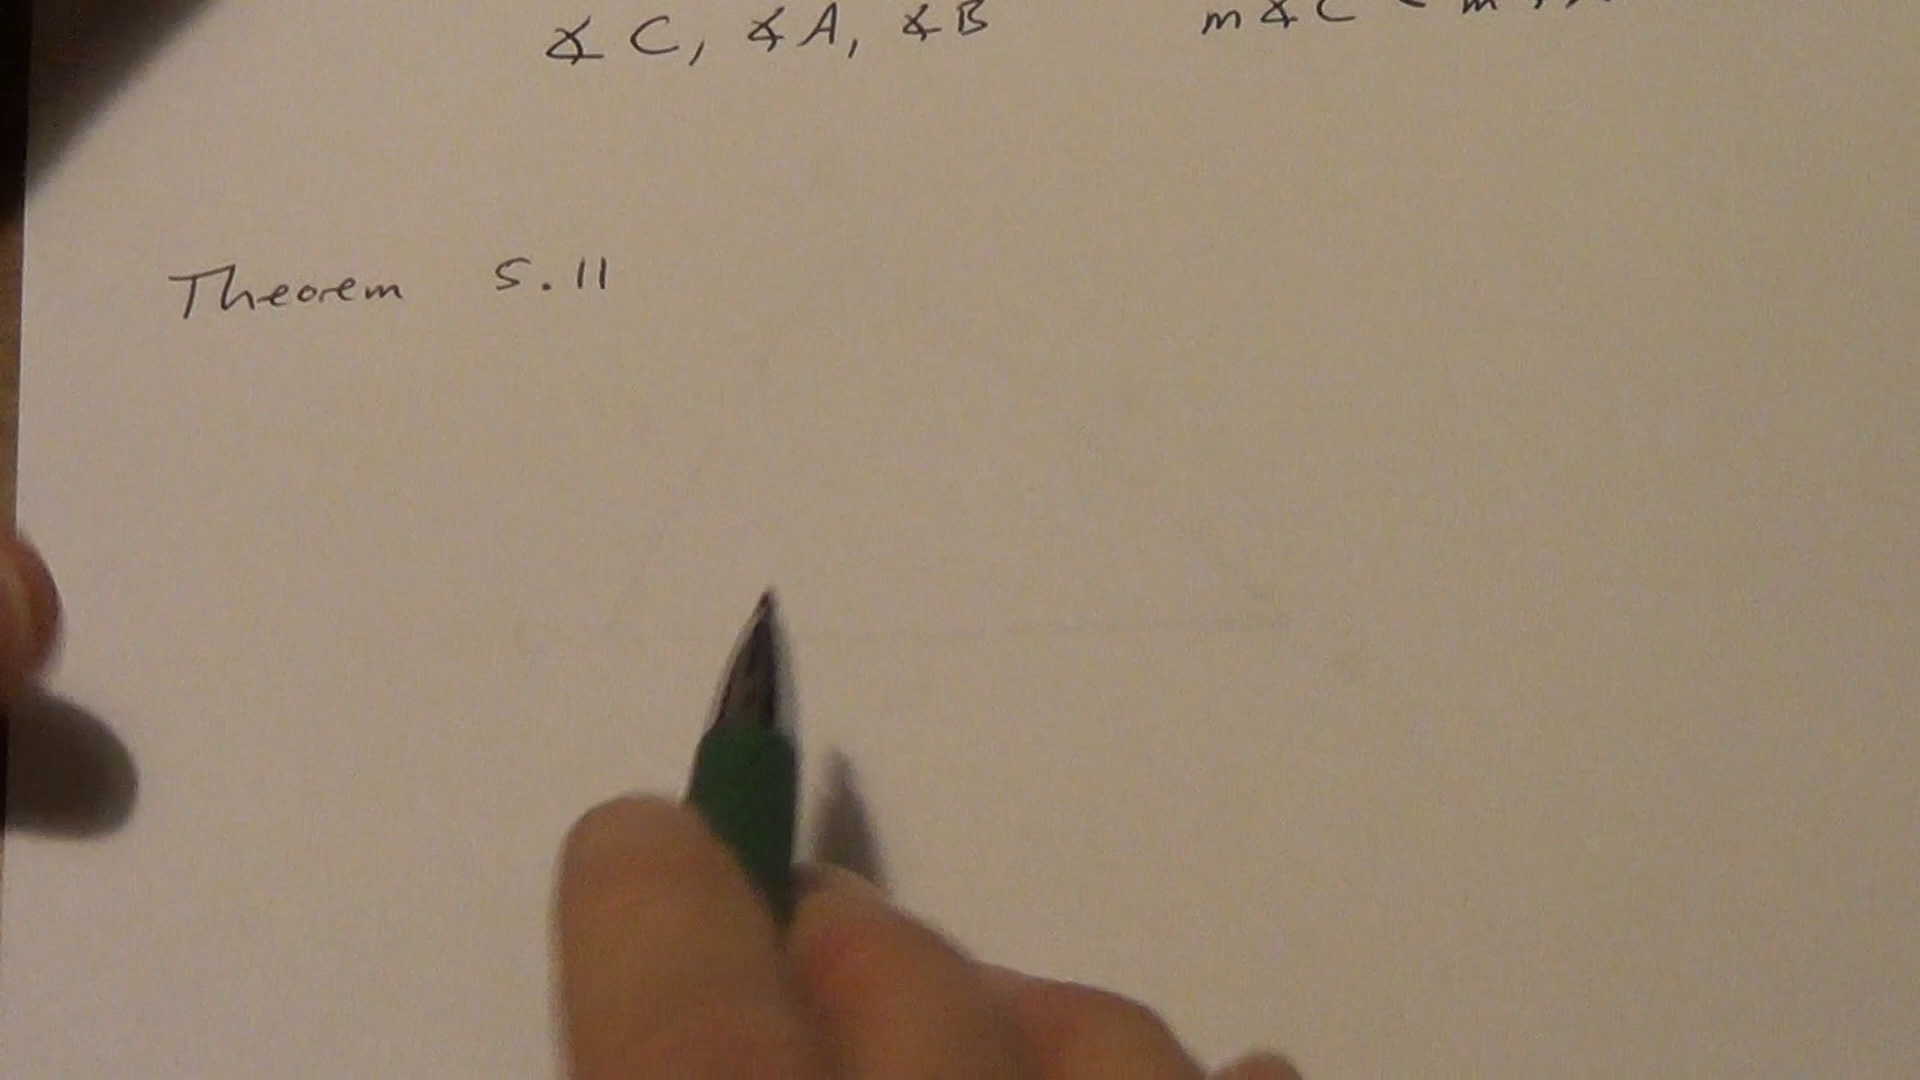 ∡ C, ∡A, ∡B m∡C < m
Theorem 5.11